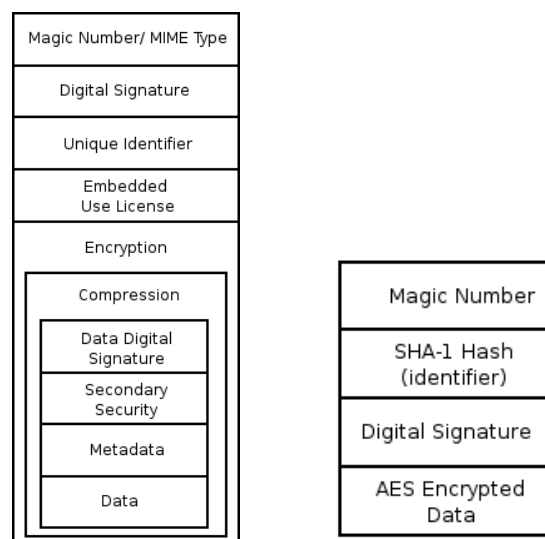 Magic Number/ MIME Type
Digital Signature
Unique Identifier
Embedded
Use License
Encryption
Compression
Data Digital
Signature
Secondary
Security
Metadata
Data
Magic Number
SHA-1 Hash
(identifier)
Digital Signature
AES Encrypted
Data